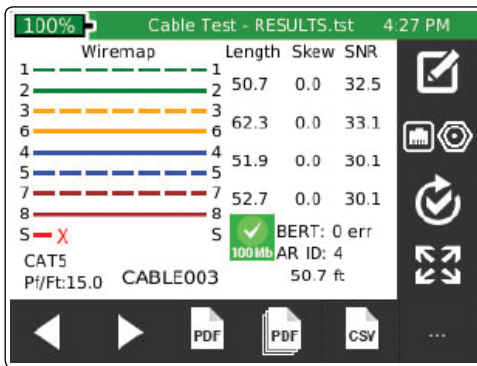 100% Cable Test - RESULTS.tst 4:27 PM
Wiremap Length Skew SNR
1 1
2 2 50.7 0.0 32.5
3 3
6 6 62.3 0.0 33.1
4 4
5 5 51.9 0.0 30.1
7 7
8 8 52.7 0.0 30.1
S X S BERT: 0 err
100 Mb AR ID: 4
CAT5
Pf/Ft:15.0 CABLE003 50.7 ft
PDF PDF CSV ...